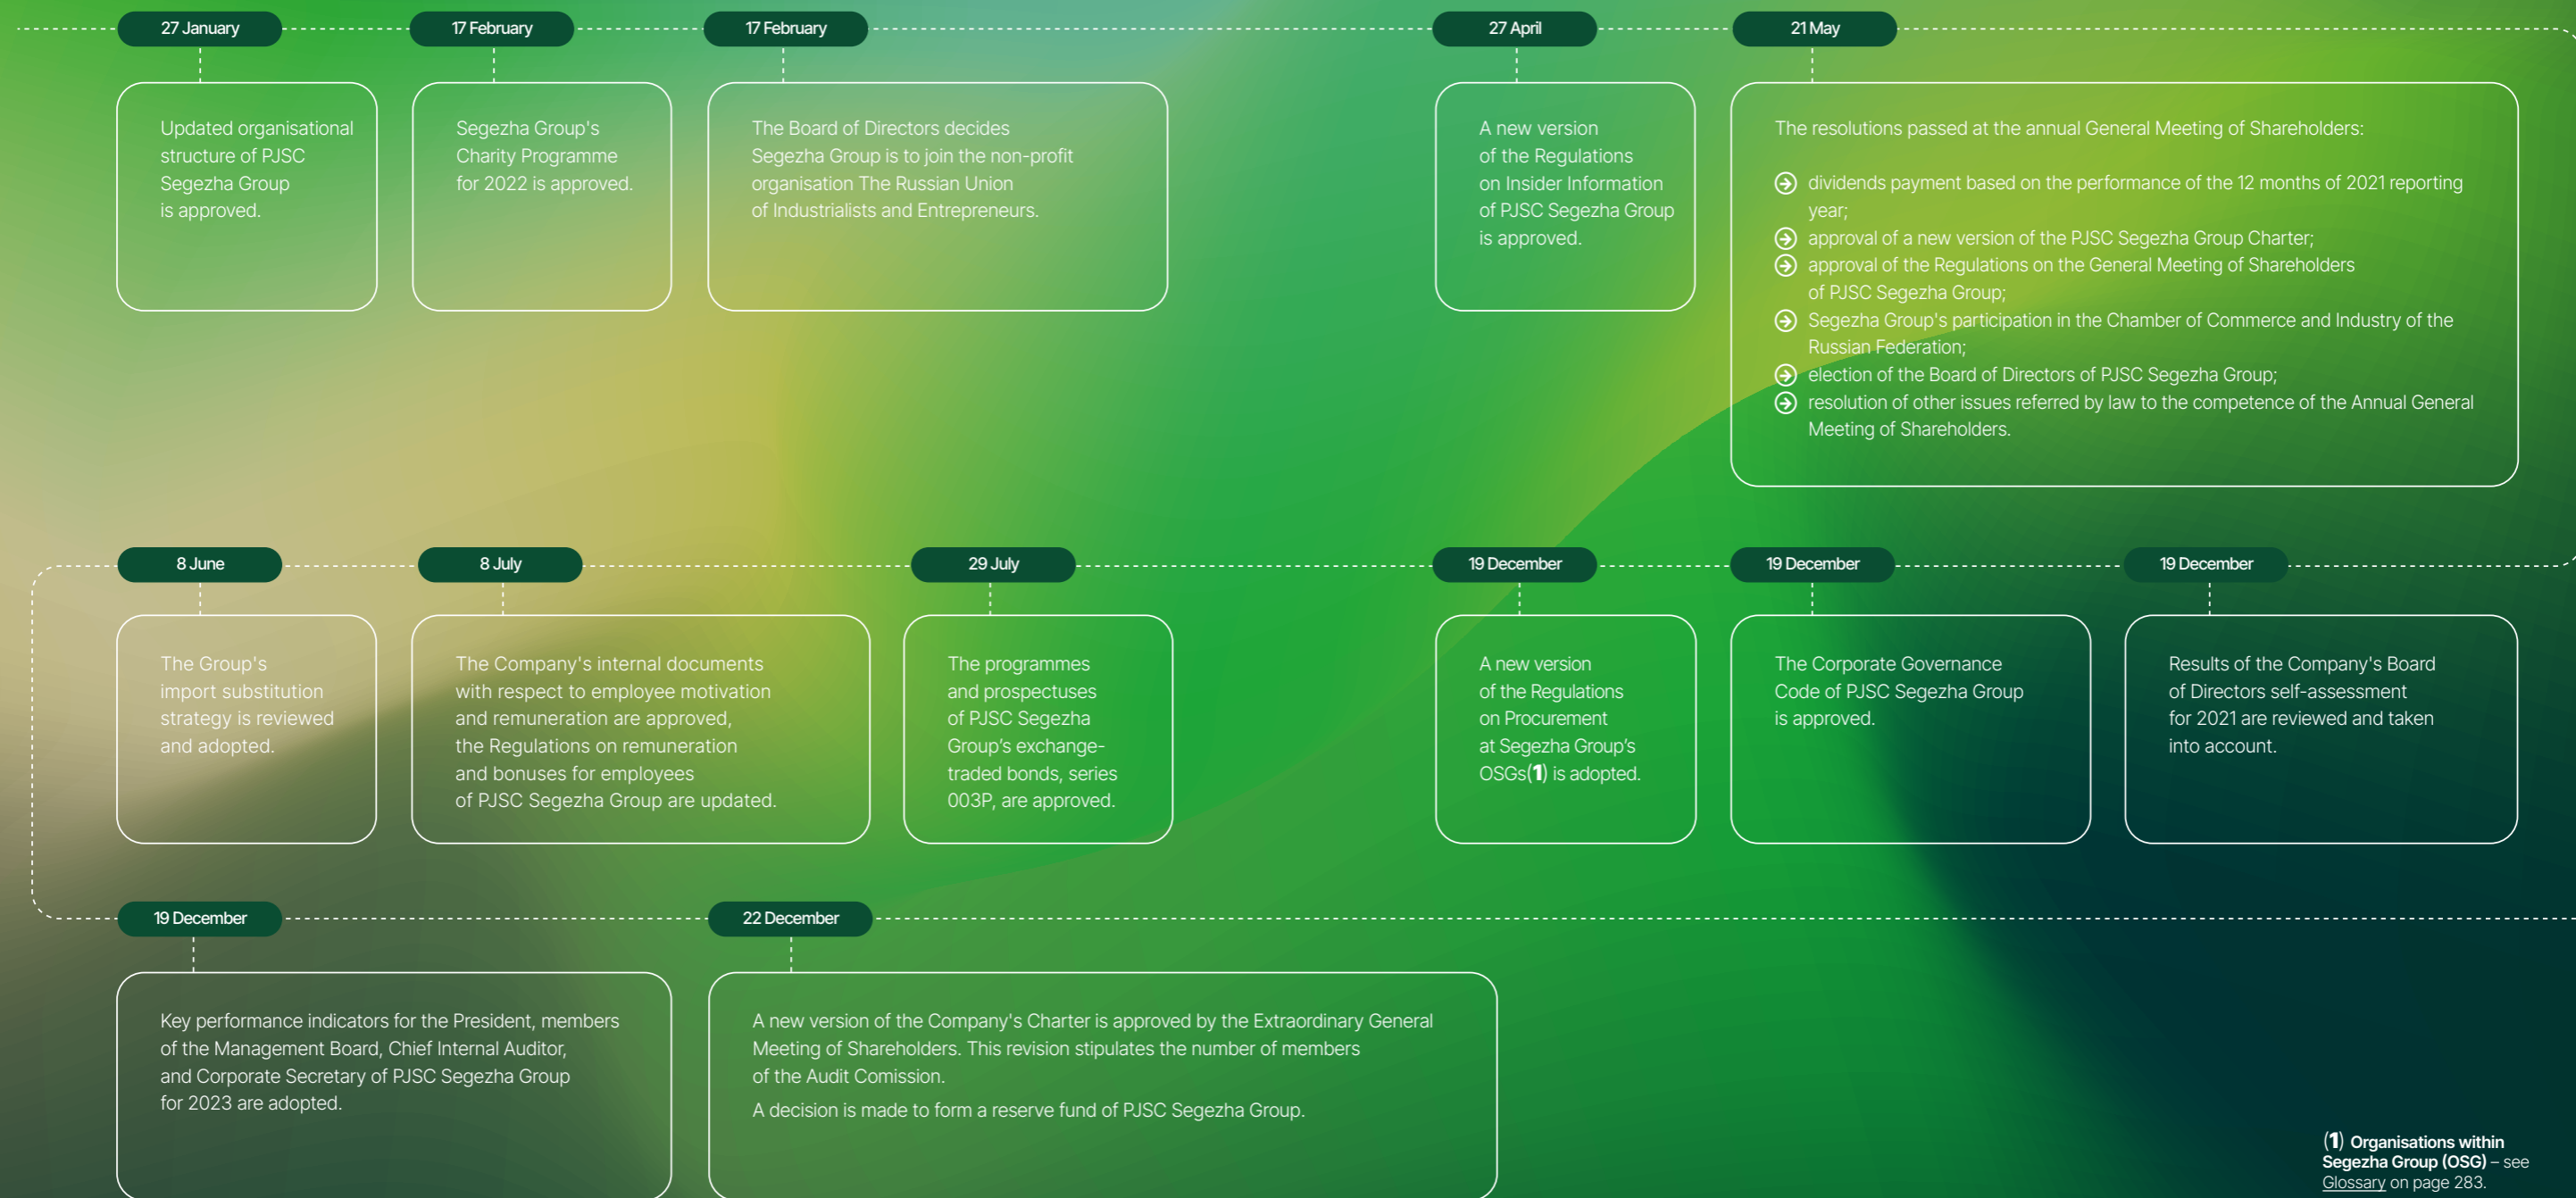 27 January
Updated organisational
structure of PJSC
Segezha Group
is approved.
17 February
Segezha Group's
Charity Programme
for 2022 is approved.
17 February
The Board of Directors decides
Segezha Group is to join the non-profit
organisation The Russian Union
of Industrialists and Entrepreneurs.
27 April
A new version
of the Regulations
on Insider Information
of PJSC Segezha Group
is approved.
21 May
The resolutions passed at the annual General Meeting of Shareholders:
dividends payment based on the performance of the 12 months of 2021 reporting
year;
approval of a new version of the PJSC Segezha Group Charter;
approval of the Regulations on the General Meeting of Shareholders
of PJSC Segezha Group;
Segezha Group's participation in the Chamber of Commerce and Industry of the
Russian Federation;
election of the Board of Directors of PJSC Segezha Group;
resolution of other issues referred by law to the competence of the Annual General
Meeting of Shareholders.
8 June
The Group's
import substitution
strategy is reviewed
and adopted.
8 July
The Company's internal documents
with respect to employee motivation
and remuneration are approved,
the Regulations on remuneration
and bonuses for employees
of PJSC Segezha Group are updated.
29 July
The programmes
and prospectuses
of PJSC Segezha
Group’s exchange-
traded bonds, series
003P, are approved.
19 December
A new version
of the Regulations
on Procurement
at Segezha Group’s
OSGs(1) is adopted.
19 December
The Corporate Governance
Code of PJSC Segezha Group
is approved.
19 December
Results of the Company's Board
of Directors self-assessment
for 2021 are reviewed and taken
into account.
19 December
Key performance indicators for the President, members
of the Management Board, Chief Internal Auditor,
and Corporate Secretary of PJSC Segezha Group
for 2023 are adopted.
22 December
A new version of the Company's Charter is approved by the Extraordinary General
Meeting of Shareholders. This revision stipulates the number of members
of the Audit Comission.
A decision is made to form a reserve fund of PJSC Segezha Group.
(1) Organisations within
Segezha Group (OSG) – see
Glossary on page 283.